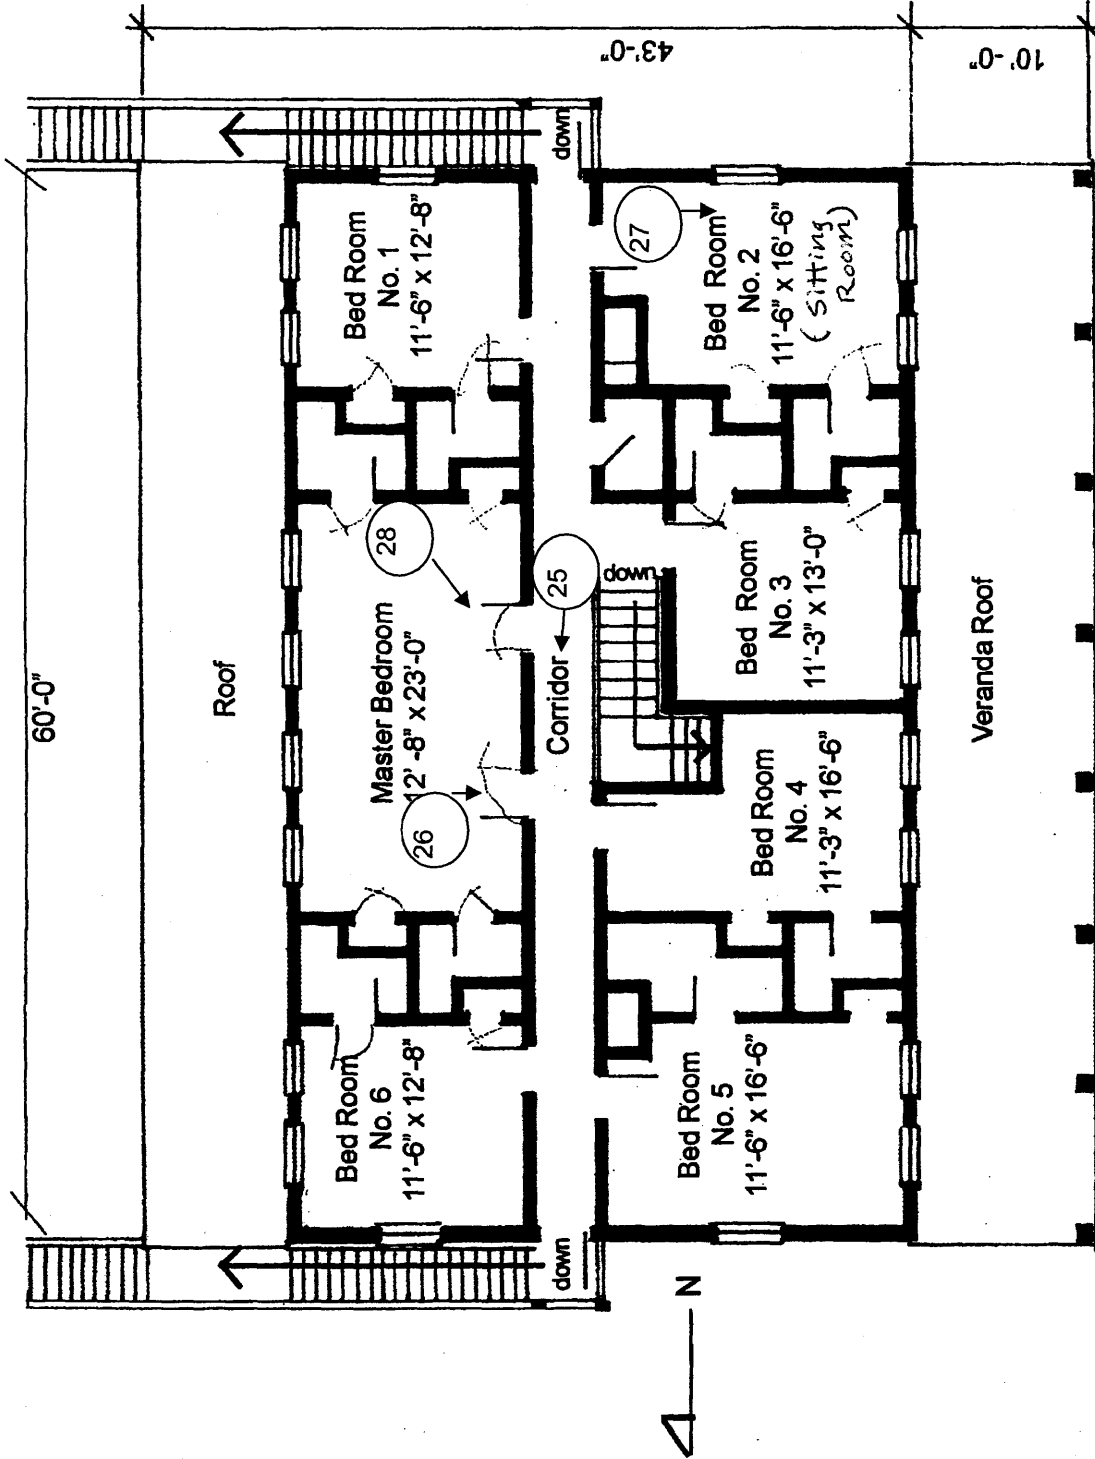 60'-0"
43'-0"
10'-0"
Roof
down
Bed Room
No. 1
11'-6" x 12'-8"
27
Bed Room
No. 2
11'-6" x 16'-6"
(Sitting
Room)
28
25
Master Bedroom
12' -8" x 23'-0"
26
Corridor
down
Bed Room
No. 3
11'-3" x 13'-0"
Veranda Roof
Bed Room
No. 4
11'-3" x 16'-6"
Bed Room
No. 6
11'-6" x 12'-8"
Bed Room
No. 5
11'-6" x 16'-6"
down
N